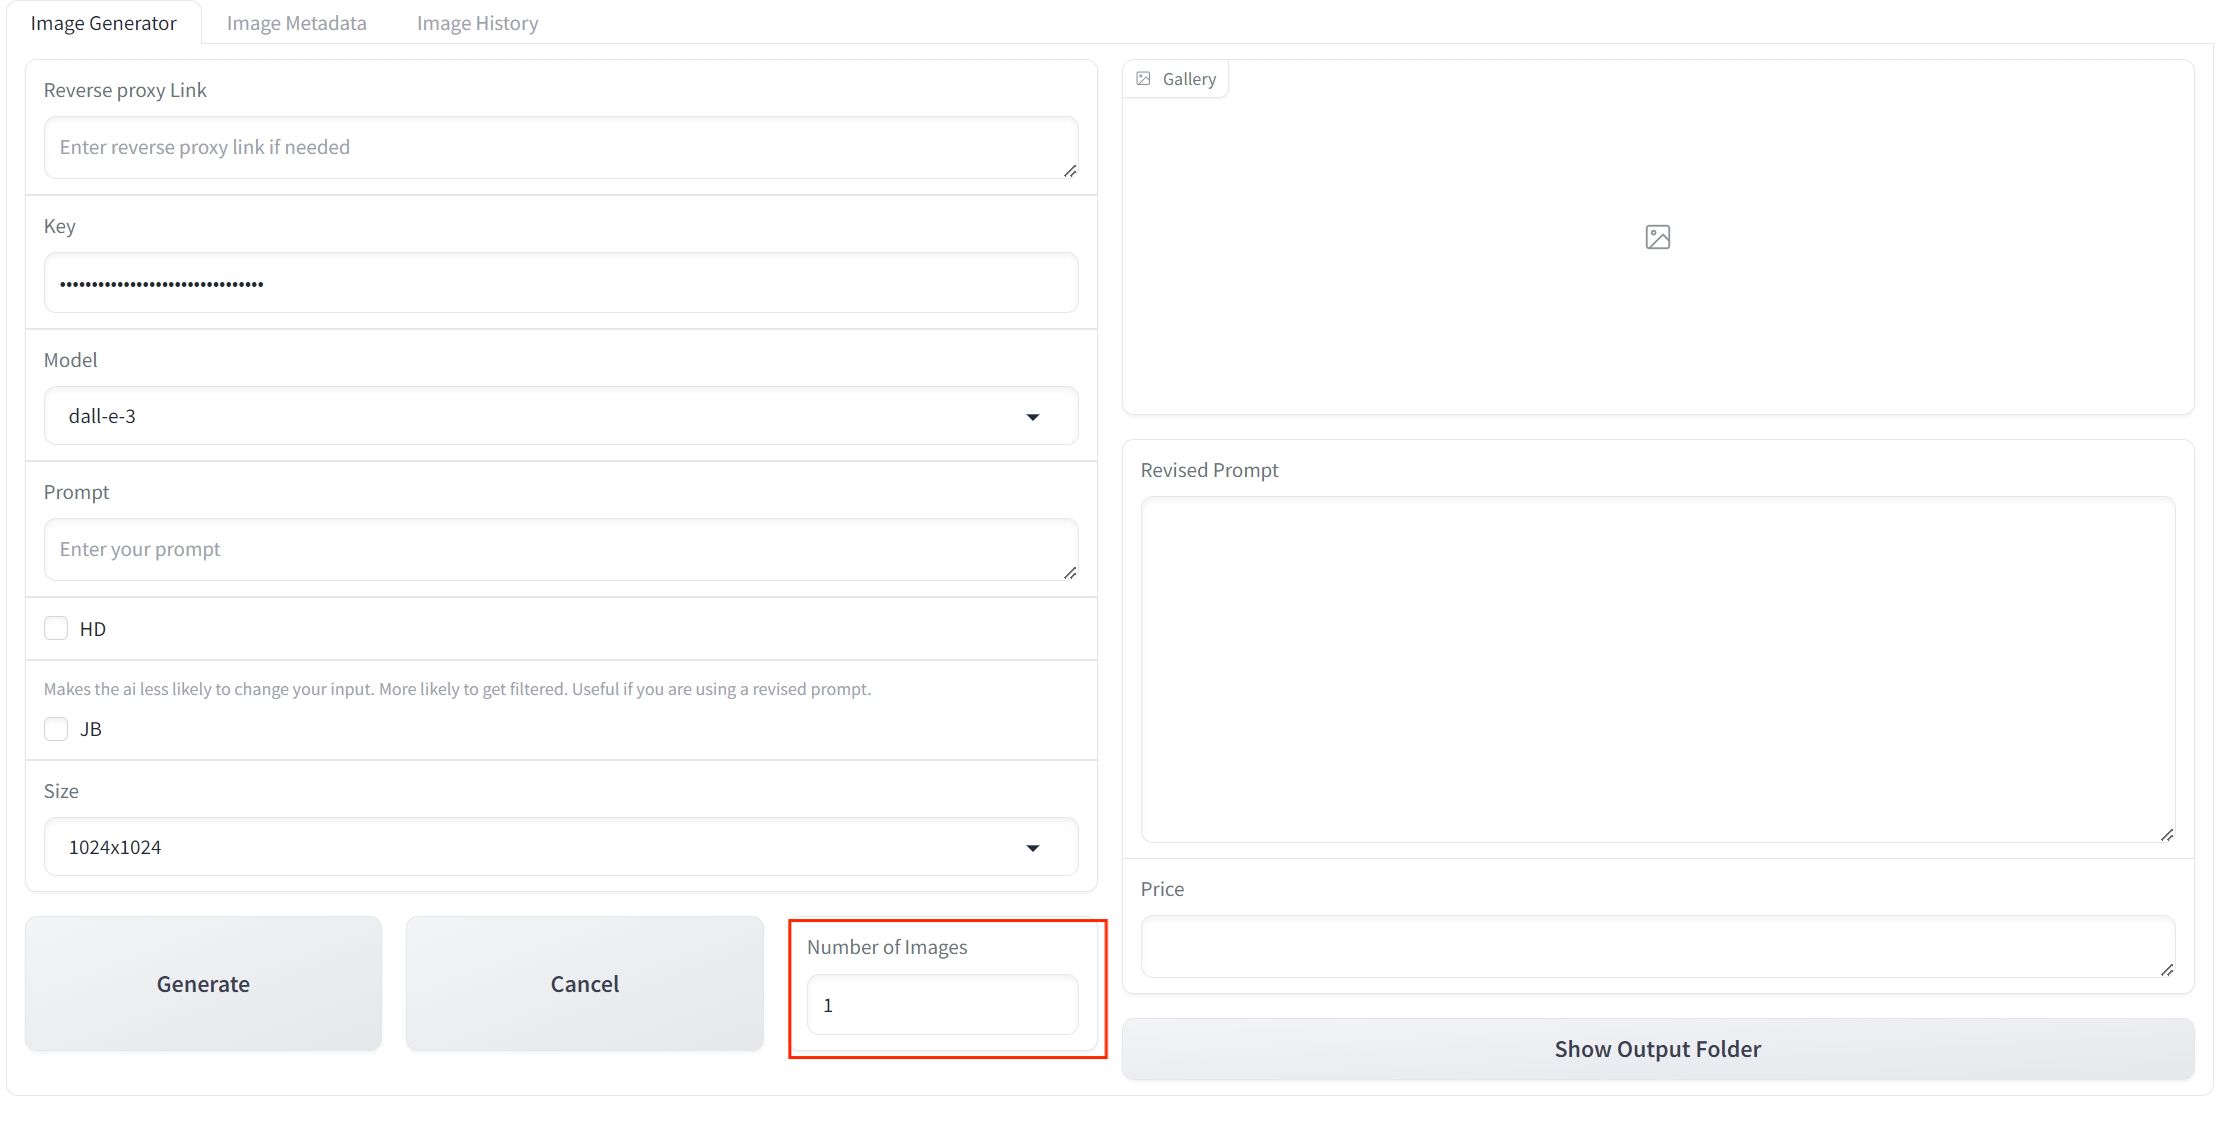 Image Generator
Image Metadata
Image History
Reverse proxy Link
Enter reverse proxy link if needed
Key
••••••••••••••••••••••••••••••••
Model
dall-e-3
Prompt
Enter your prompt
HD
Makes the ai less likely to change your input. More likely to get filtered. Useful if you are using a revised prompt.
JB
Size
1024x1024
Generate
Cancel
Number of Images
1
Gallery
Revised Prompt
Price
Show Output Folder